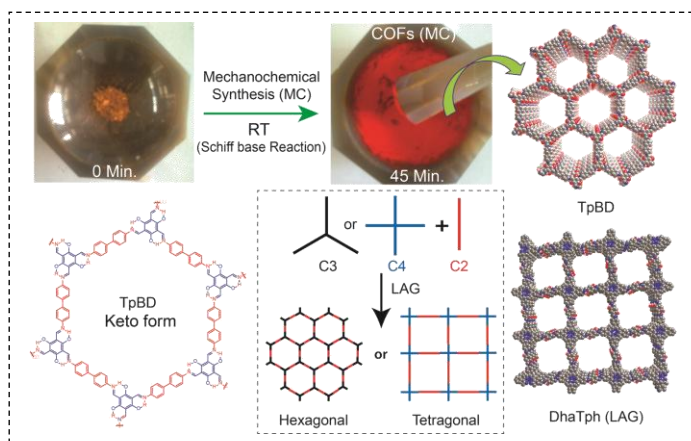 0 Min.
Mechanochemical
Synthesis (MC)
RT
(Schiff base Reaction)
COFs (MC)
45 Min.
TpBD
TpBD
Keto form
C3
or
C4
+
C2
LAG
Hexagonal
or
Tetragonal
DhaTph (LAG)